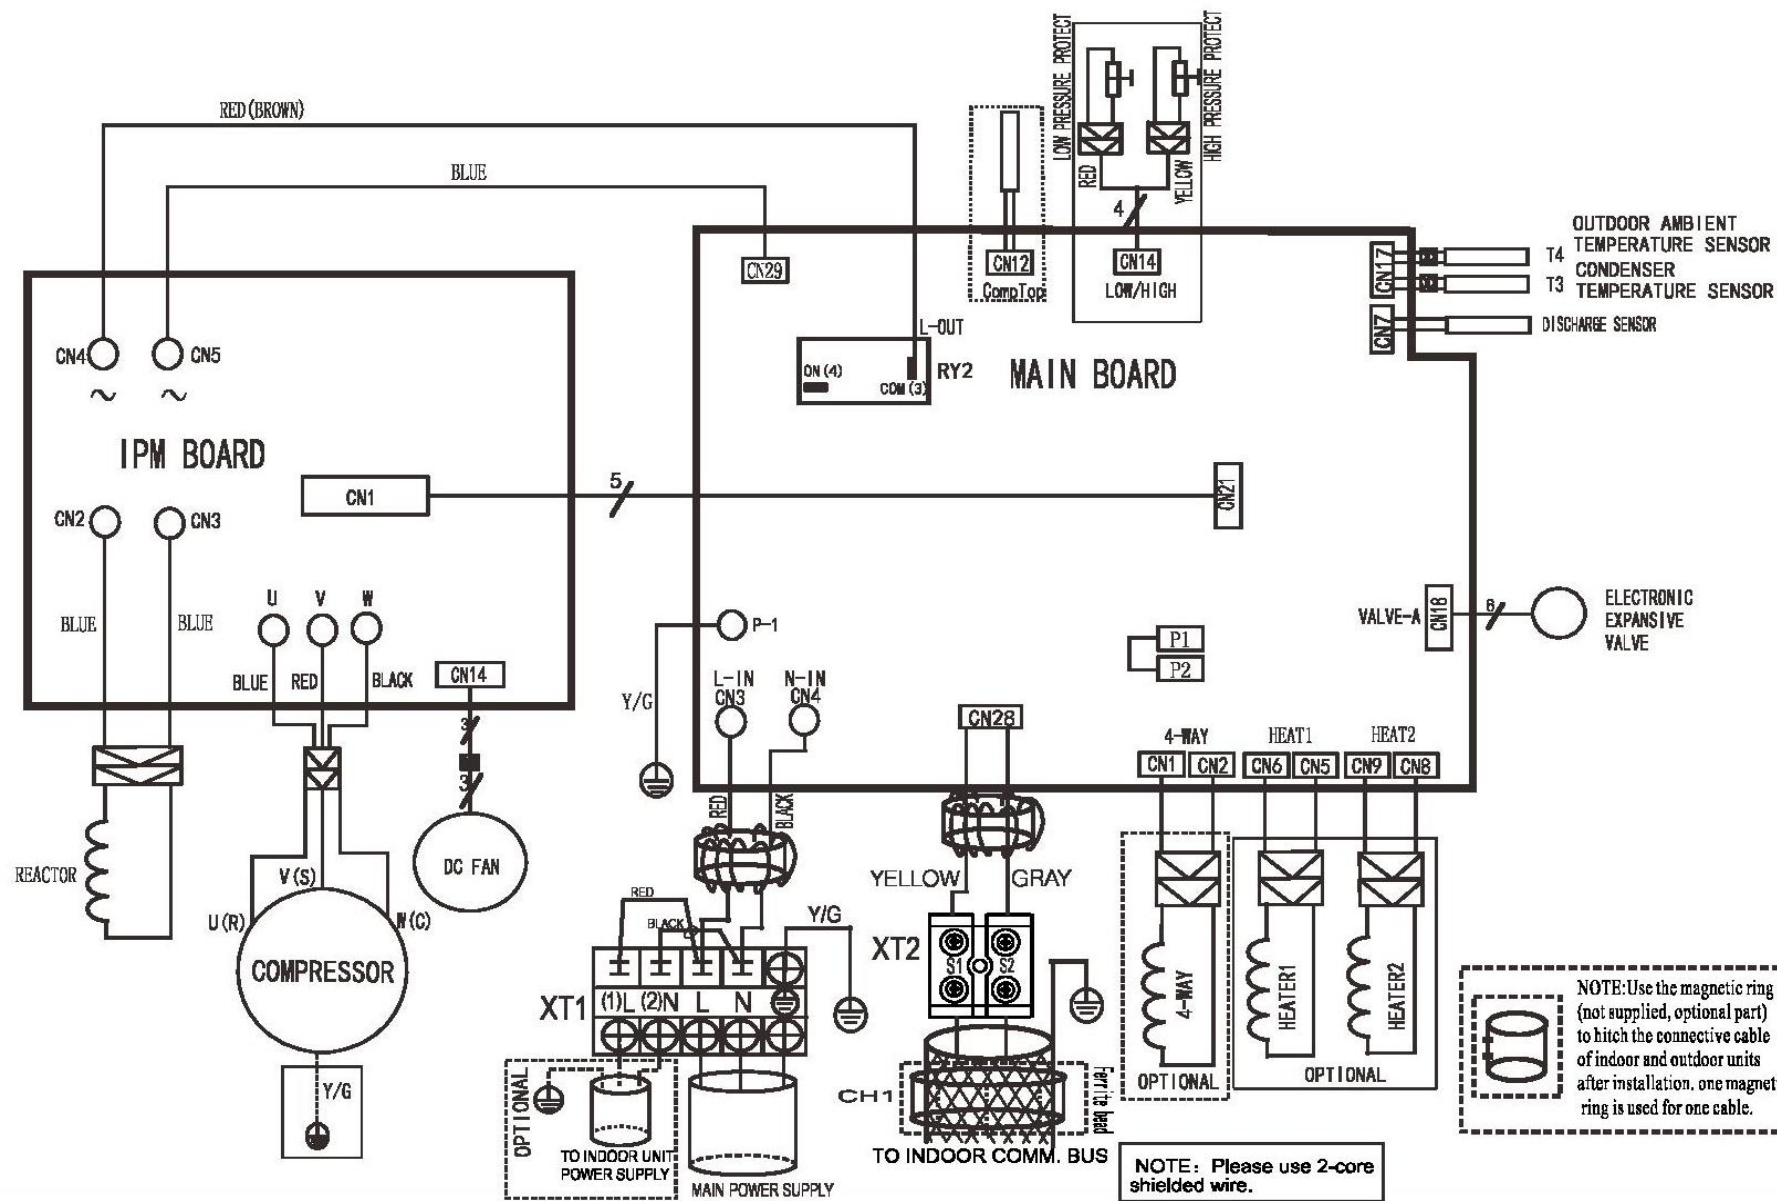 RED(BROWN)
BLUE
LOW PRESSURE PROTECT
HIGH PRESSURE PROTECT
RED
YELLOW
4
CN29
CN12
CompTop
CN14
LOW/HIGH
CN17
CN7
OUTDOOR AMBIENT
T4 TEMPERATURE SENSOR
T3 CONDENSER
TEMPERATURE SENSOR
DISCHARGE SENSOR
L-OUT
ON(4)
COM(3)
RY2
MAIN BOARD
CN4
CN5
~
~
IPM BOARD
CN1
5
CN21
CN2
CN3
U
V
W
BLUE
BLUE
BLUE
RED
BLACK
CN14
3
3
P-1
Y/G
L-IN
CN3
N-IN
CN4
P1
P2
VALVE-A
CN18
6
ELECTRONIC
EXPANSIVE
VALVE
CN28
4-WAY
CN1
CN2
HEAT1
CN6
CN5
HEAT2
CN9
CN8
RED
BLACK
REACTOR
V(S)
U(R)
W(C)
COMPRESSOR
DC FAN
Y/G
RED
BLACK
Y/G
XT1
(1)L
(2)N
L
N
OPTIONAL
TO INDOOR UNIT
POWER SUPPLY
MAIN POWER SUPPLY
YELLOW
GRAY
XT2
S1
S2
CH1
Ferrite bead
TO INDOOR COMM. BUS
4-WAY
OPTIONAL
HEATER1
HEATER2
OPTIONAL
NOTE: Please use 2-core
shielded wire.
NOTE:Use the magnetic ring
(not supplied, optional part)
to hitch the connective cable
of indoor and outdoor units
after installation. one magnet
ring is used for one cable.